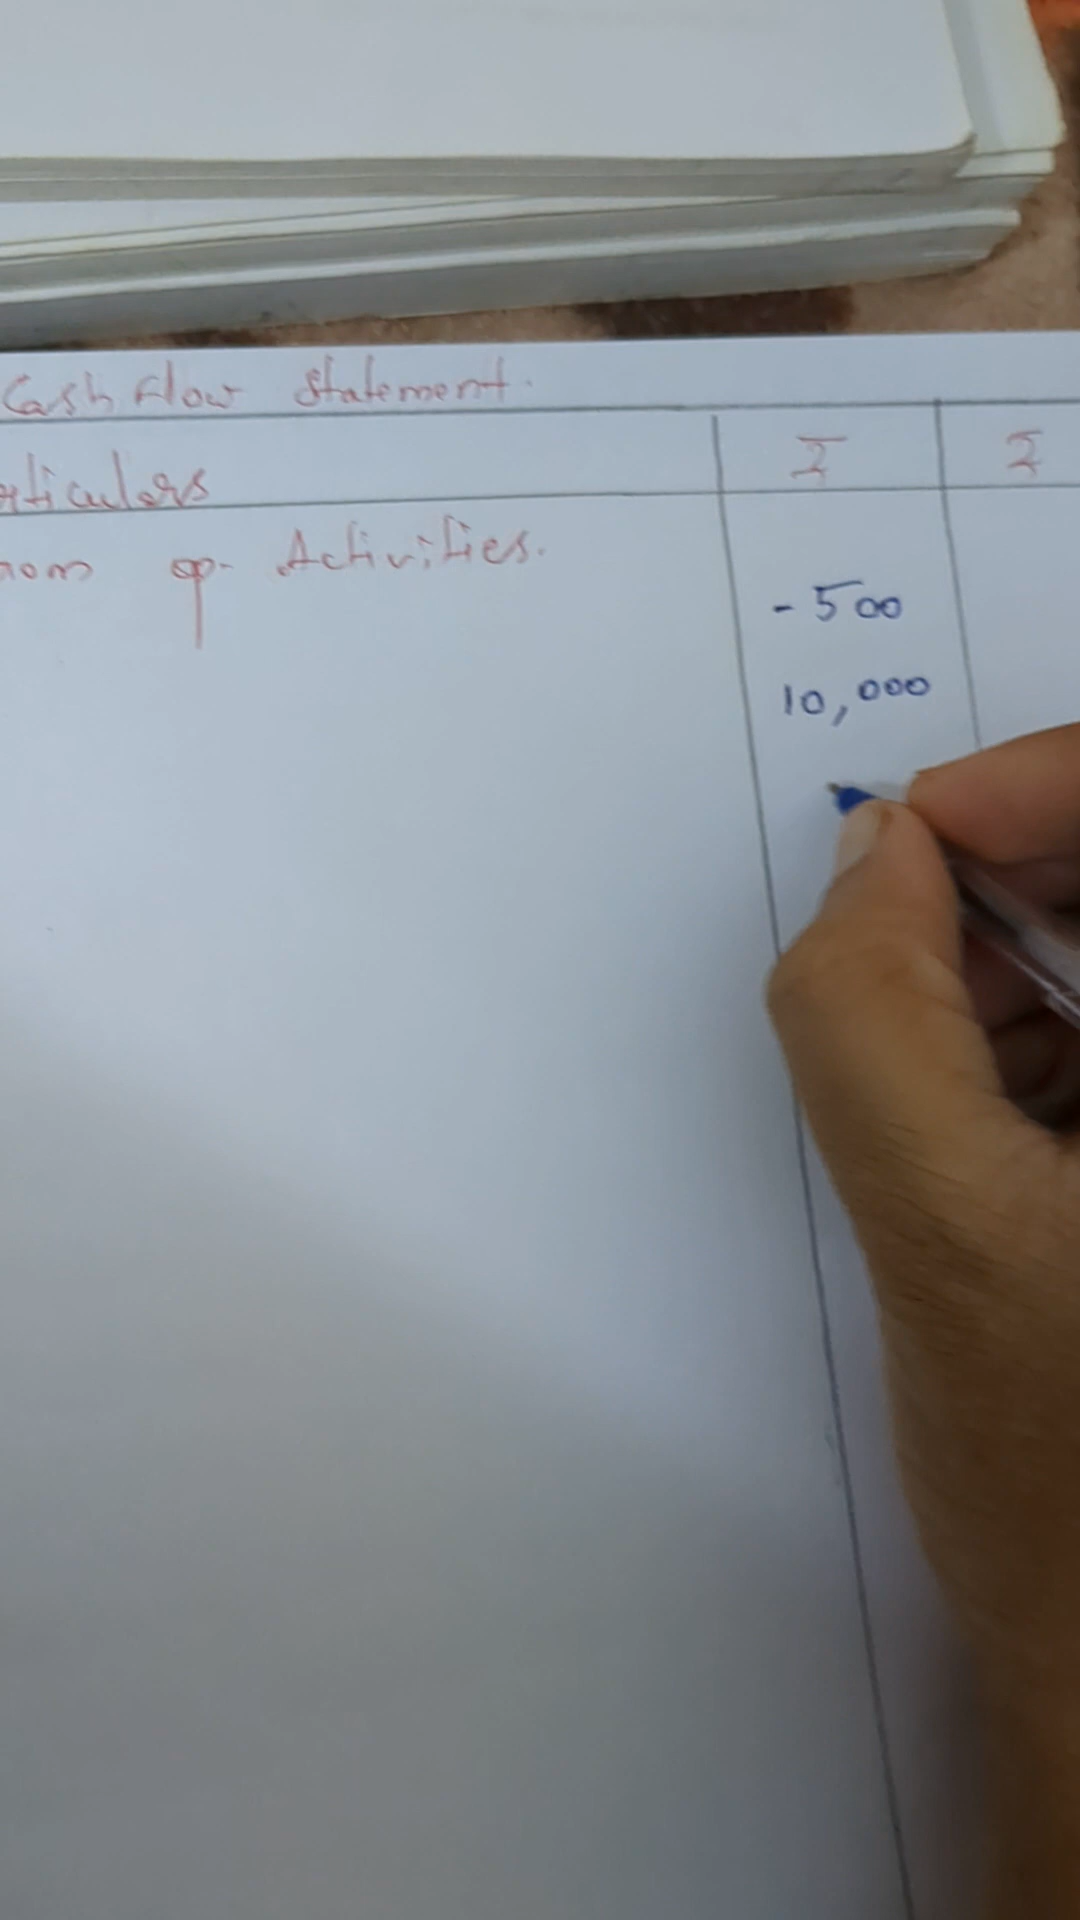 Cash Flow Statement.
rticulars ₹ ₹
rom op. Activities.
- 500
10,000